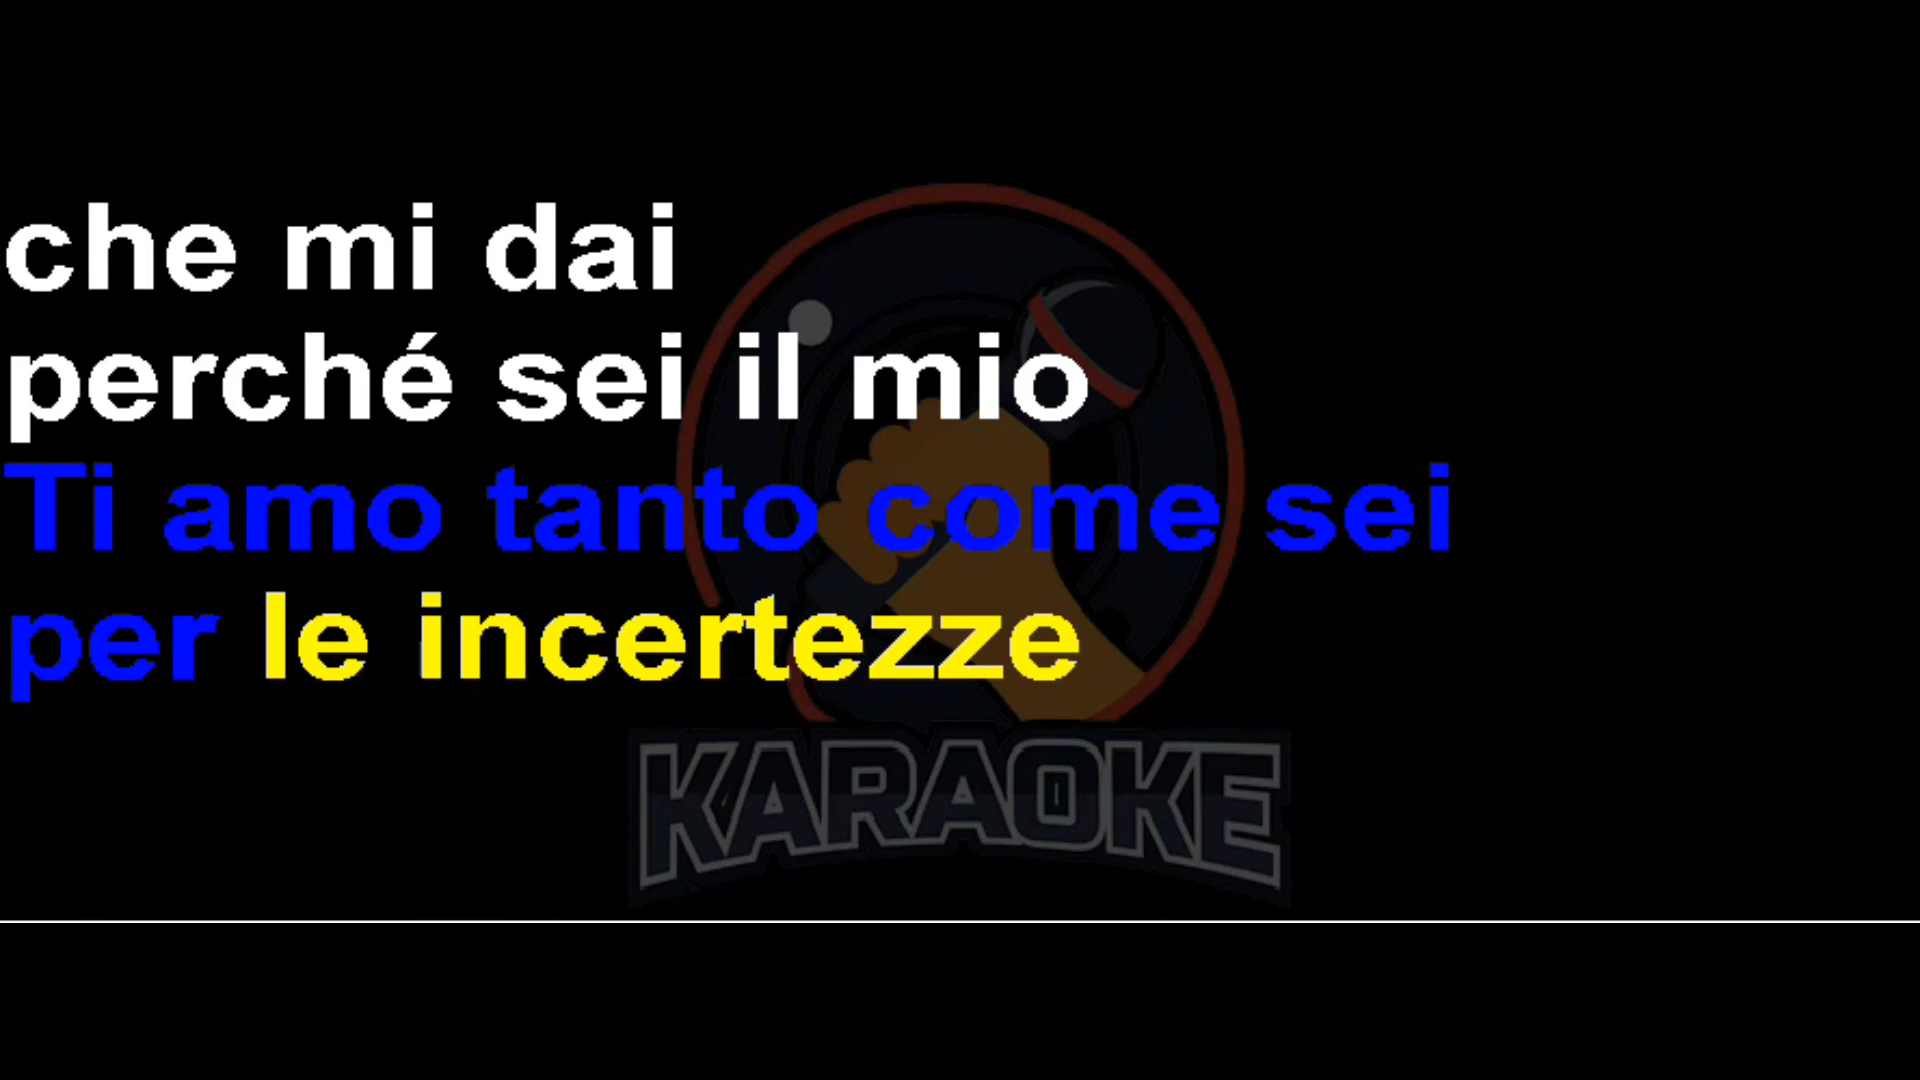 che mi dai
perché sei il mio
Ti amo tanto come sei
per le incertezze
KARAOKE